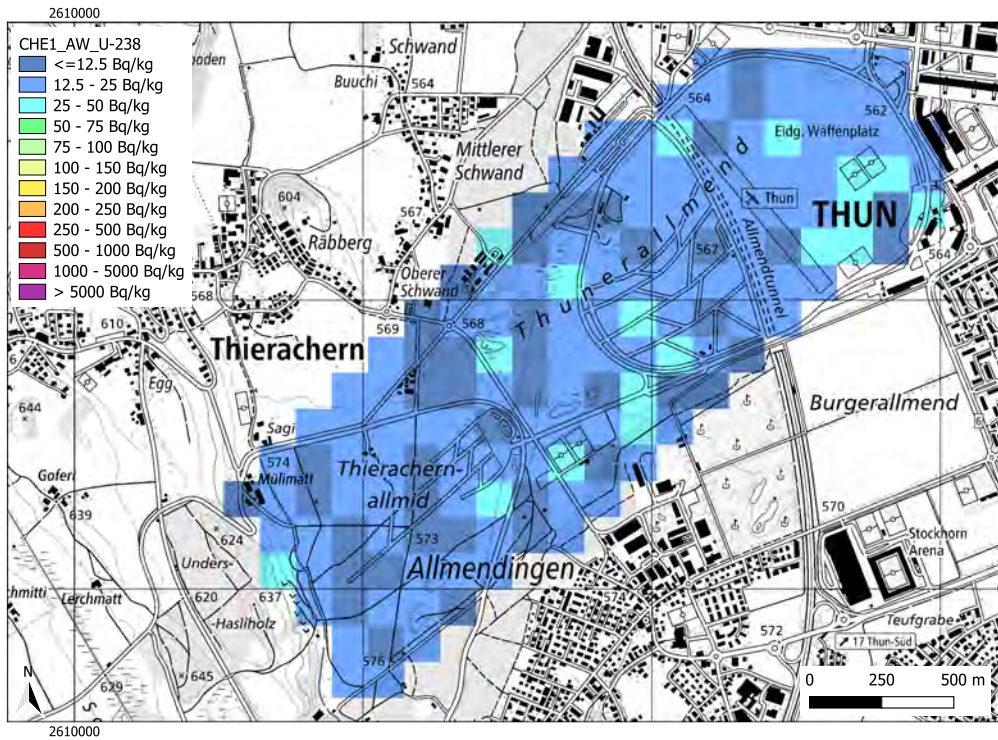 2610000
CHE1_AW_U-238
<=12.5 Bq/kg
12.5 - 25 Bq/kg
25 - 50 Bq/kg
50 - 75 Bq/kg
75 - 100 Bq/kg
100 - 150 Bq/kg
150 - 200 Bq/kg
200 - 250 Bq/kg
250 - 500 Bq/kg
500 - 1000 Bq/kg
1000 - 5000 Bq/kg
> 5000 Bq/kg
oden
Schwand
Buuchi
564
564
562
Eidg. Waffenplatz
Mittlerer
Schwand
604
567
Thun
THUN
Räbberg
Thunerallmend
567
Allmendtunnel
564
Oberer
Schwand
568
569
568
610
Thierachern
Egg
644
Burgerallmend
Sagi
574
Mülimatt
Thierachern-
allmid
Goferi
639
570
624
573
Stockhorn
Arena
Unders-
Allmendingen
hmitti
Lerchmatt
620
637
574
Hasliholz
Teufgrabe
572
17 Thun-Süd
576
645
629
N
0 250 500 m
2610000